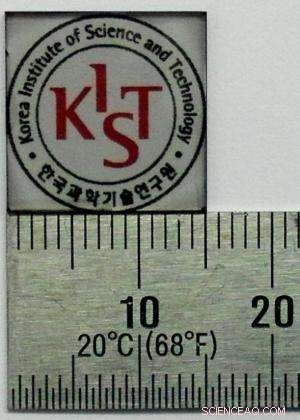 Korea Institute of Science and Technology
KIST
한국과학기술연구원
10
20
20°C (68°F)
SCIENCEAQ.COM